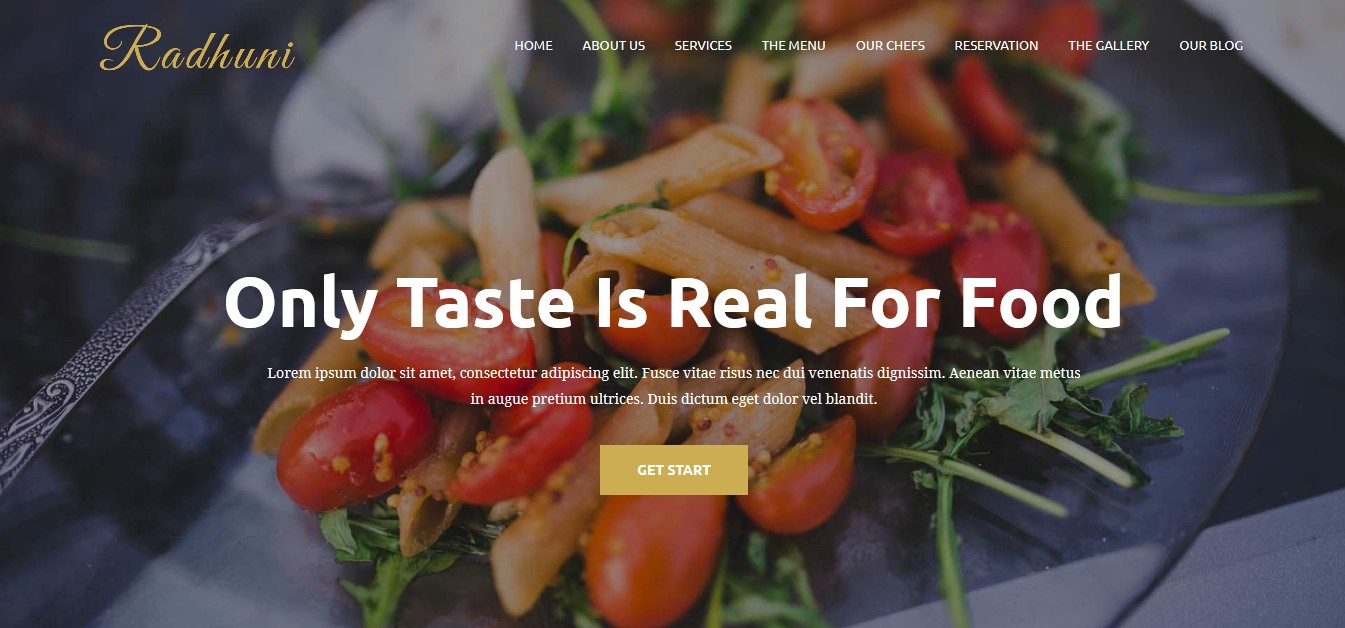 Radhuni
HOME ABOUT US SERVICES THE MENU OUR CHEFS RESERVATION THE GALLERY OUR BLOG
Only Taste Is Real For Food
Lorem ipsum dolor sit amet, consectetur adipiscing elit. Fusce vitae risus nec dui venenatis dignissim. Aenean vitae metus
in augue pretium ultrices. Duis dictum eget dolor vel blandit.
GET START